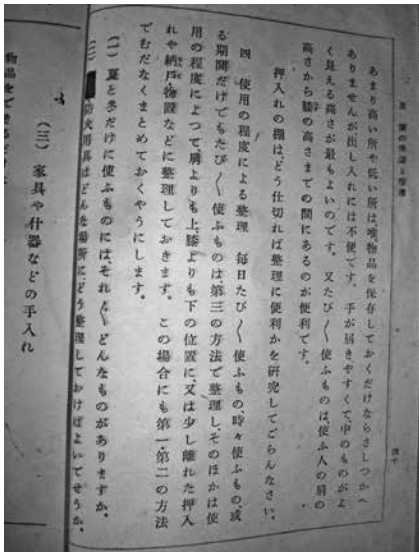 四十
あまり高い所や低い所は唯物品を保存しておくだけならさしつかへ
ありませんが出し入れには不便です。手が届きやすくて、中のものがよ
く見える高さが最もよいのです。又たび〳〵使ふものは、使ふ人の肩の
高さから膝の高さまでの間にあるのが便利です。
押入れの棚は、どう仕切れば整理に便利かを研究してごらんなさい。
四 使用の程度による整理 毎日たび〳〵使ふもの、時々使ふもの、或
る期間だけでもたび〳〵使ふものは第三の方法で整理し、そのほかは使
用の程度によつて肩よりも上、膝よりも下の位置に、又は少し離れた押入
れや納戸・物置などに整理しておきます。この場合にも第一・第二の方法
でむだなくまとめておくやうにします。
(一) 夏と冬だけに使ふものには、それ〴〵どんなものがありますか。
(二) 防火用具はどんな場所にどう整理しておけばよいでせうか。
(三) 家具や什器などの手入れ
物品をできるだけ